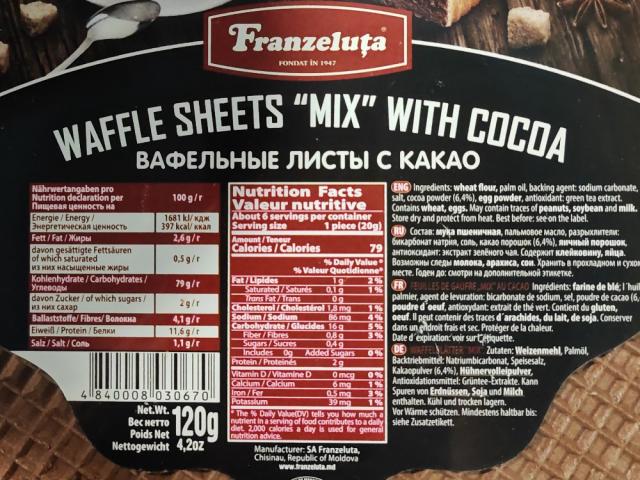 Franzeluța
FONDAT ÎN 1947
WAFFLE SHEETS "MIX" WITH COCOA
ВАФЕЛЬНЫЕ ЛИСТЫ С КАКАО
Nährwertangaben pro
Nutrition declaration per
Пищевая ценность на
100 g / г
Energie / Energy /
Энергетическая ценность
1681 kJ/ кДж
397 kcal/ ккал
Fett / Fat / Жиры 2,6 g / г
davon gesättigte Fettsäuren
of which saturated
из них насыщенные жиры
0,5 g / г
Kohlenhydrate / Carbohydrates /
Углеводы
79 g / г
davon Zucker / of which sugars /
из них сахар
2 g / г
Ballaststoffe/ Fibres/ Волокна 4,1 g / г
Eiweiß / Protein / Белки 11,6 g / г
Salz / Salt / Соль 1,1 g / г
4 840008 030670
Net.Wt.
Вес нетто
Poids Net
Nettogewicht
120g
4,2oz
Nutrition Facts
Valeur nutritive
About 6 servings per container
Serving size 1 piece (20g)
Amount / Teneur
Calories / Calories 79
% Daily Value *
% Valeur Quotidienne*
Fat / Lipides 1 g 2%
Saturated / Saturés 0,1 g 1%
Trans Fat / Trans 0 g
Cholesterol / Cholestérol 1,8 mg 1%
Sodium / Sodium 86 mg 4%
Carbohydrate / Glucides 16 g 5%
Fiber / Fibres 0,8 g 3%
Sugars / Sucres 0,4 g
Includes 0g Added Sugars 0%
Protein / Protéines 2 g
Vitamin D / Vitamine D 0 mcg 0%
Calcium / Calcium 6 mg 1%
Iron / Fer 0,5 mg 3%
Potassium 39 mg 1%
* The % Daily Value(DV) tells you how much a
nutrient in a serving of food contributes to a daily
diet. 2,000 calories a day is used for general
nutrition advice.
Manufacturer: SA Franzeluta,
Chisinau, Republic of Moldova
www.franzeluta.md
ENG Ingredients: wheat flour, palm oil, backing agent: sodium carbonate,
salt, cocoa powder (6,4%), egg powder, antioxidant: green tea extract.
Contains wheat, eggs. May contain traces of peanuts, soybean and milk.
Store dry and protect from heat. Best before: see on the label.
RU Состав: мука пшеничная, пальмовое масло, разрыхлители:
бикарбонат натрия, соль, какао порошок (6,4%), яичный порошок,
антиоксидант: экстракт зелёного чая. Содержит клейковину, яйца.
Возможны следы молока, арахиса, сои. Хранить в прохладном и сухом
месте. Годен до: смотри на дополнительной этикетке.
FR FEUILLES DE GAUFRE „MIX” AU CACAO Ingrédients: farine de blé; l'huile
palmier, agent de levuration: bicarbonate de sodium, sel, poudre de cacao (6,
poudre d'oeuf, antioxydant: extrait de thé vert. Contient du gluten,
oeuf. Il peut contenir des traces d' arachides, du lait, de soja. Conserver
dans un endroit frais et sec. Protéger de la chaleur.
Date d'expiration: voir sur l'étiquette.
DE WAFFELBLÄTTER „MIX” Zutaten: Weizenmehl, Palmöl,
Backtriebmittel: Natriumbicarbonat, Speisesalz,
Kakaopulver (6,4%), Hühnervolleipulver,
Antioxidationsmittel: Grüntee-Extrakte. Kann
Spuren von Erdnüssen, Soja und Milch
enthalten. Kühl und trocken lagern.
Vor Wärme schützen. Mindestens haltbar bis:
siehe Zusatzetikett.